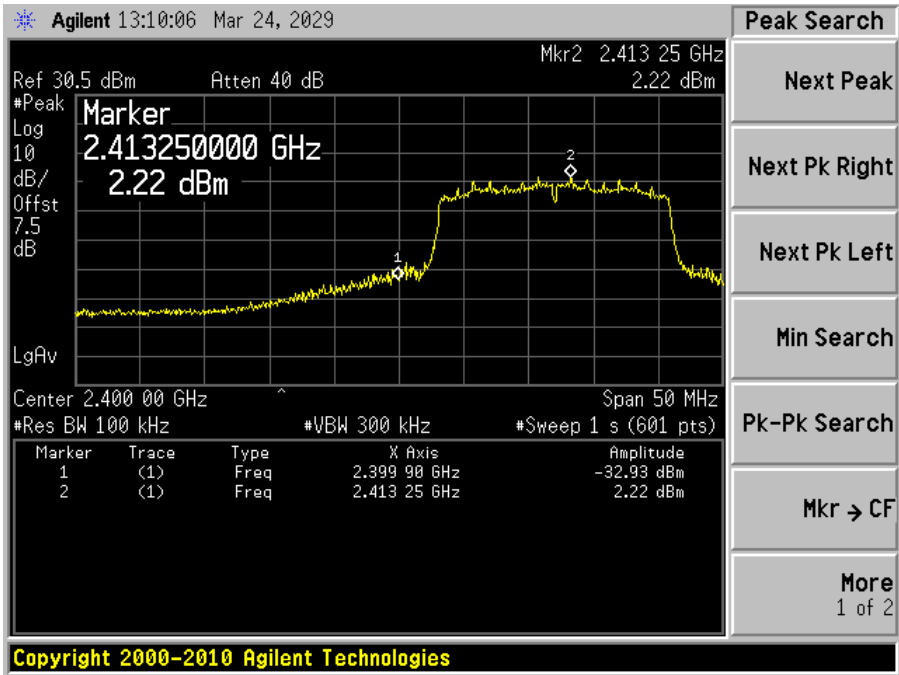 Agilent 13:10:06 Mar 24, 2029
Peak Search
Mkr2 2.413 25 GHz
Ref 30.5 dBm Atten 40 dB 2.22 dBm
#Peak
Log
10
dB/
Offst
7.5
dB
LgAv
Marker
2.413250000 GHz
2.22 dBm
1
2
Center 2.400 00 GHz ^ Span 50 MHz
#Res BW 100 kHz #VBW 300 kHz #Sweep 1 s (601 pts)
Marker Trace Type X Axis Amplitude
1 (1) Freq 2.399 90 GHz -32.93 dBm
2 (1) Freq 2.413 25 GHz 2.22 dBm
Next Peak
Next Pk Right
Next Pk Left
Min Search
Pk-Pk Search
Mkr → CF
More
1 of 2
Copyright 2000-2010 Agilent Technologies